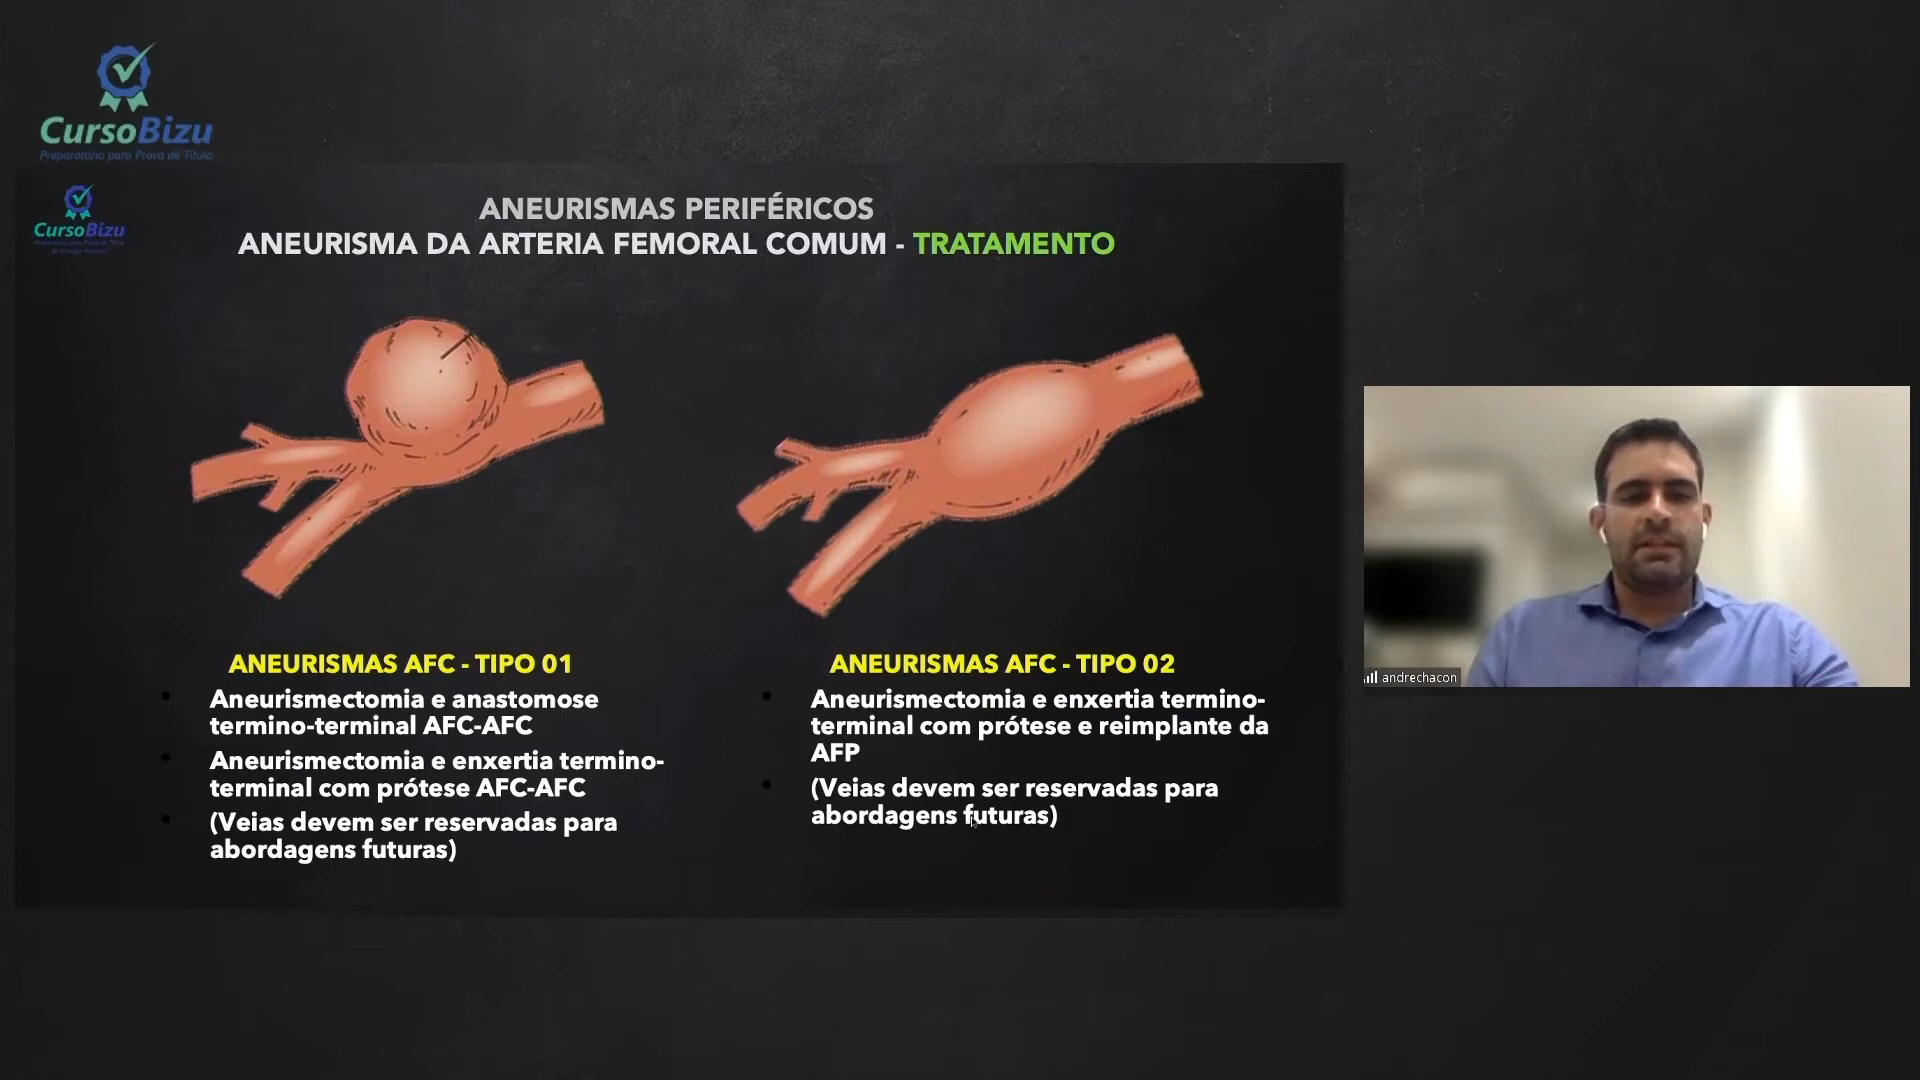 CursoBizu
Preparatório para Prova de Título
CursoBizu
ANEURISMAS PERIFÉRICOS
ANEURISMA DA ARTERIA FEMORAL COMUM - TRATAMENTO
ANEURISMAS AFC - TIPO 01
Aneurismectomia e anastomose
termino-terminal AFC-AFC
Aneurismectomia e enxertia termino-
terminal com prótese AFC-AFC
(Veias devem ser reservadas para
abordagens futuras)
ANEURISMAS AFC - TIPO 02
Aneurismectomia e enxertia termino-
terminal com prótese e reimplante da
AFP
(Veias devem ser reservadas para
abordagens futuras)
andrechacon